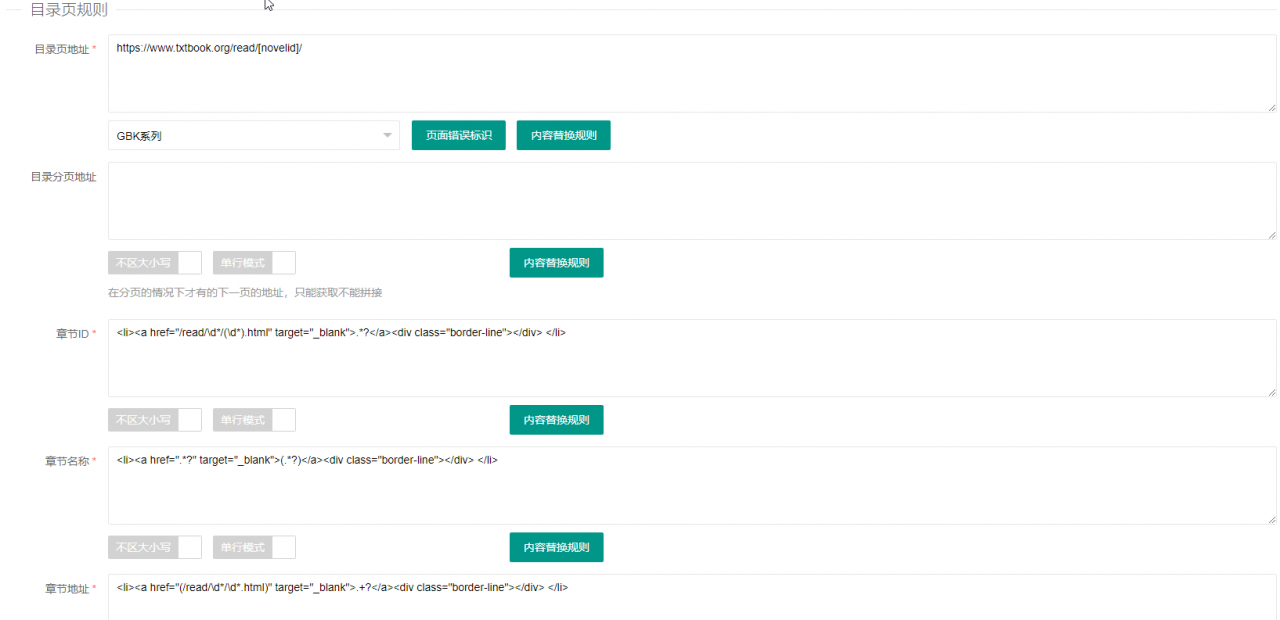 目录页规则
目录页地址 *
https://www.txtbook.org/read/[novelid]/
GBK系列
页面错误标识
内容替换规则
目录分页地址
不区大小写
单行模式
内容替换规则
在分页的情况下才有的下一页的地址，只能获取不能拼接
章节ID *
<li><a href="/read/\d*/(\d*).html" target="_blank">.*?</a><div class="border-line"></div> </li>
不区大小写
单行模式
内容替换规则
章节名称 *
<li><a href=".*?" target="_blank">(.*?)</a><div class="border-line"></div> </li>
不区大小写
单行模式
内容替换规则
章节地址 *
<li><a href="(/read/\d*/\d*.html)" target="_blank">.+?</a><div class="border-line"></div> </li>